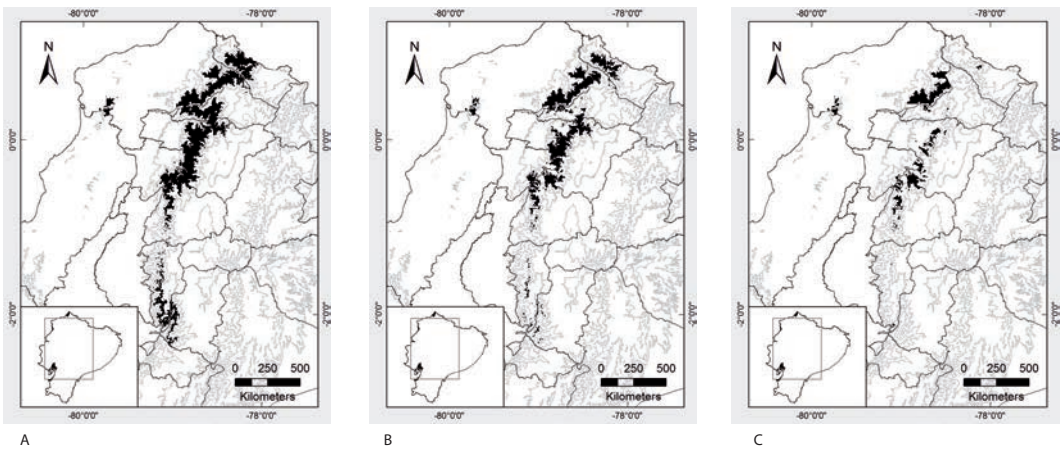 -80°0'0" -78°0'0" -80°0'0" -78°0'0" -80°0'0" -78°0'0"
N N N
0°0'0" 0°0'0" 0°0'0" 0°0'0" 0°0'0" 0°0'0"
-2°0'0" -2°0'0" -2°0'0" -2°0'0" -2°0'0" -2°0'0"
0 250 500 0 250 500 0 250 500
Kilometers Kilometers Kilometers
-80°0'0" -78°0'0" -80°0'0" -78°0'0" -80°0'0" -78°0'0"
A B C